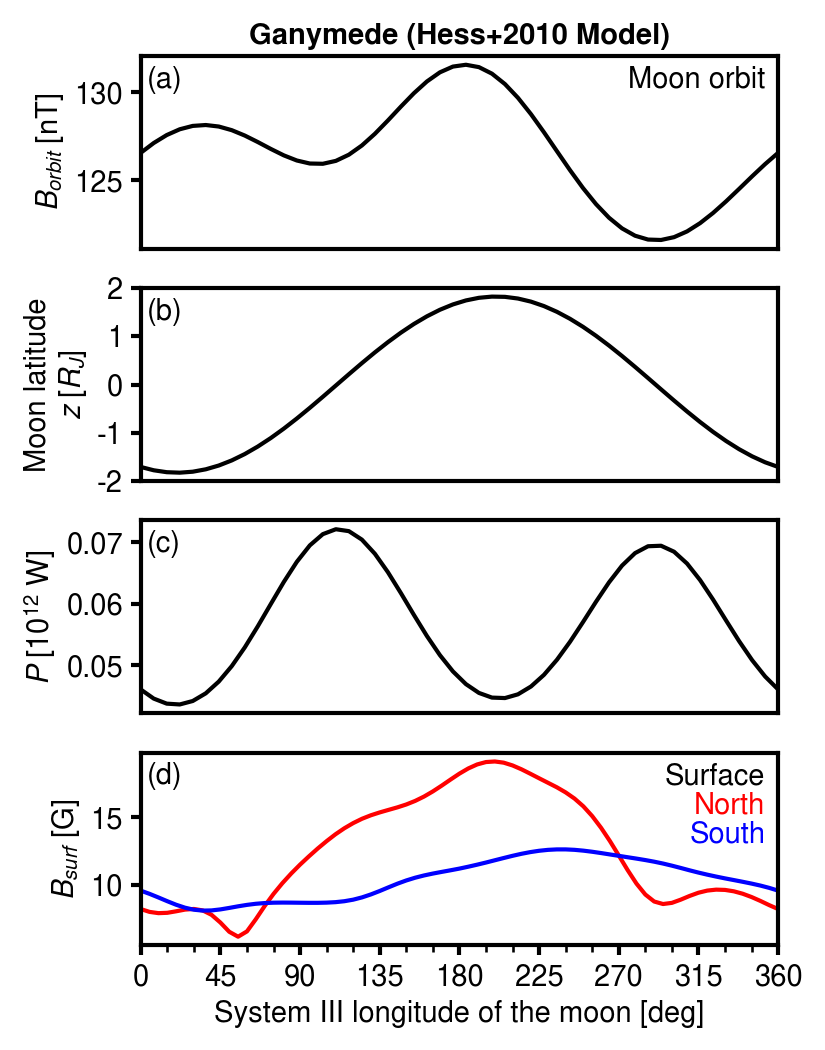 Ganymede (Hess+2010 Model)
(a)
Moon orbit
B_orbit [nT]
130
125
(b)
Moon latitude
z [R_J]
2
1
0
-1
-2
(c)
P [10¹² W]
0.07
0.06
0.05
(d)
Surface
North
South
B_surf [G]
15
10
0 45 90 135 180 225 270 315 360
System III longitude of the moon [deg]